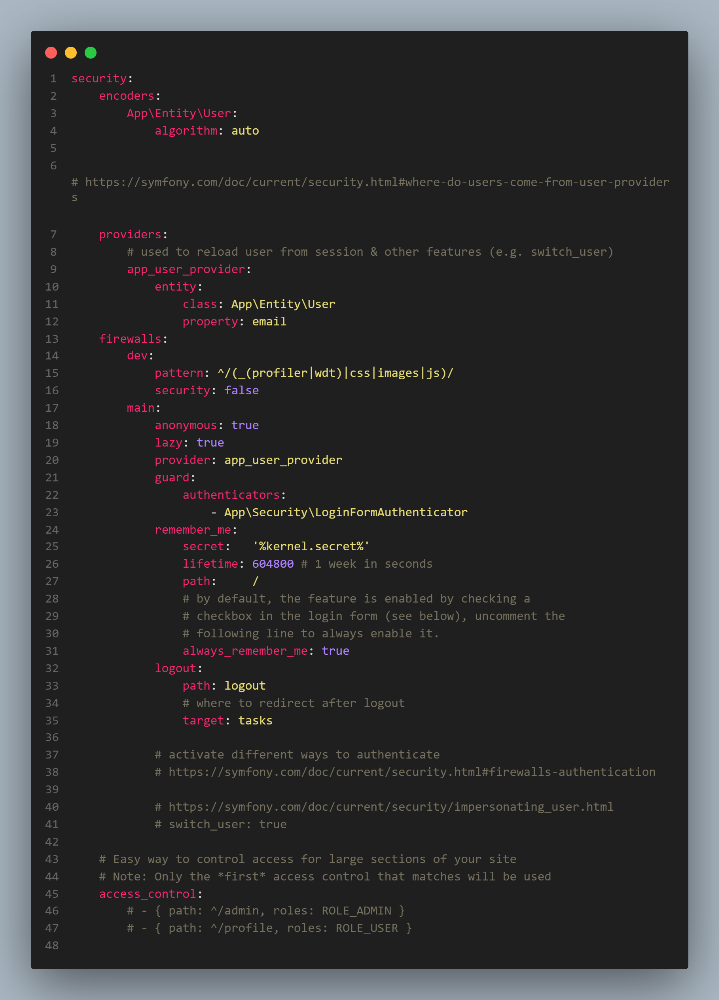 1 security:
2     encoders:
3         App\Entity\User:
4             algorithm: auto
5
6
# https://symfony.com/doc/current/security.html#where-do-users-come-from-user-provider
s
7     providers:
8         # used to reload user from session & other features (e.g. switch_user)
9         app_user_provider:
10             entity:
11                 class: App\Entity\User
12                 property: email
13     firewalls:
14         dev:
15             pattern: ^/(_(profiler|wdt)|css|images|js)/
16             security: false
17         main:
18             anonymous: true
19             lazy: true
20             provider: app_user_provider
21             guard:
22                 authenticators:
23                     - App\Security\LoginFormAuthenticator
24             remember_me:
25                 secret:   '%kernel.secret%'
26                 lifetime: 604800 # 1 week in seconds
27                 path:     /
28                 # by default, the feature is enabled by checking a
29                 # checkbox in the login form (see below), uncomment the
30                 # following line to always enable it.
31                 always_remember_me: true
32             logout:
33                 path: logout
34                 # where to redirect after logout
35                 target: tasks
36
37             # activate different ways to authenticate
38             # https://symfony.com/doc/current/security.html#firewalls-authentication
39
40             # https://symfony.com/doc/current/security/impersonating_user.html
41             # switch_user: true
42
43     # Easy way to control access for large sections of your site
44     # Note: Only the *first* access control that matches will be used
45     access_control:
46         # - { path: ^/admin, roles: ROLE_ADMIN }
47         # - { path: ^/profile, roles: ROLE_USER }
48